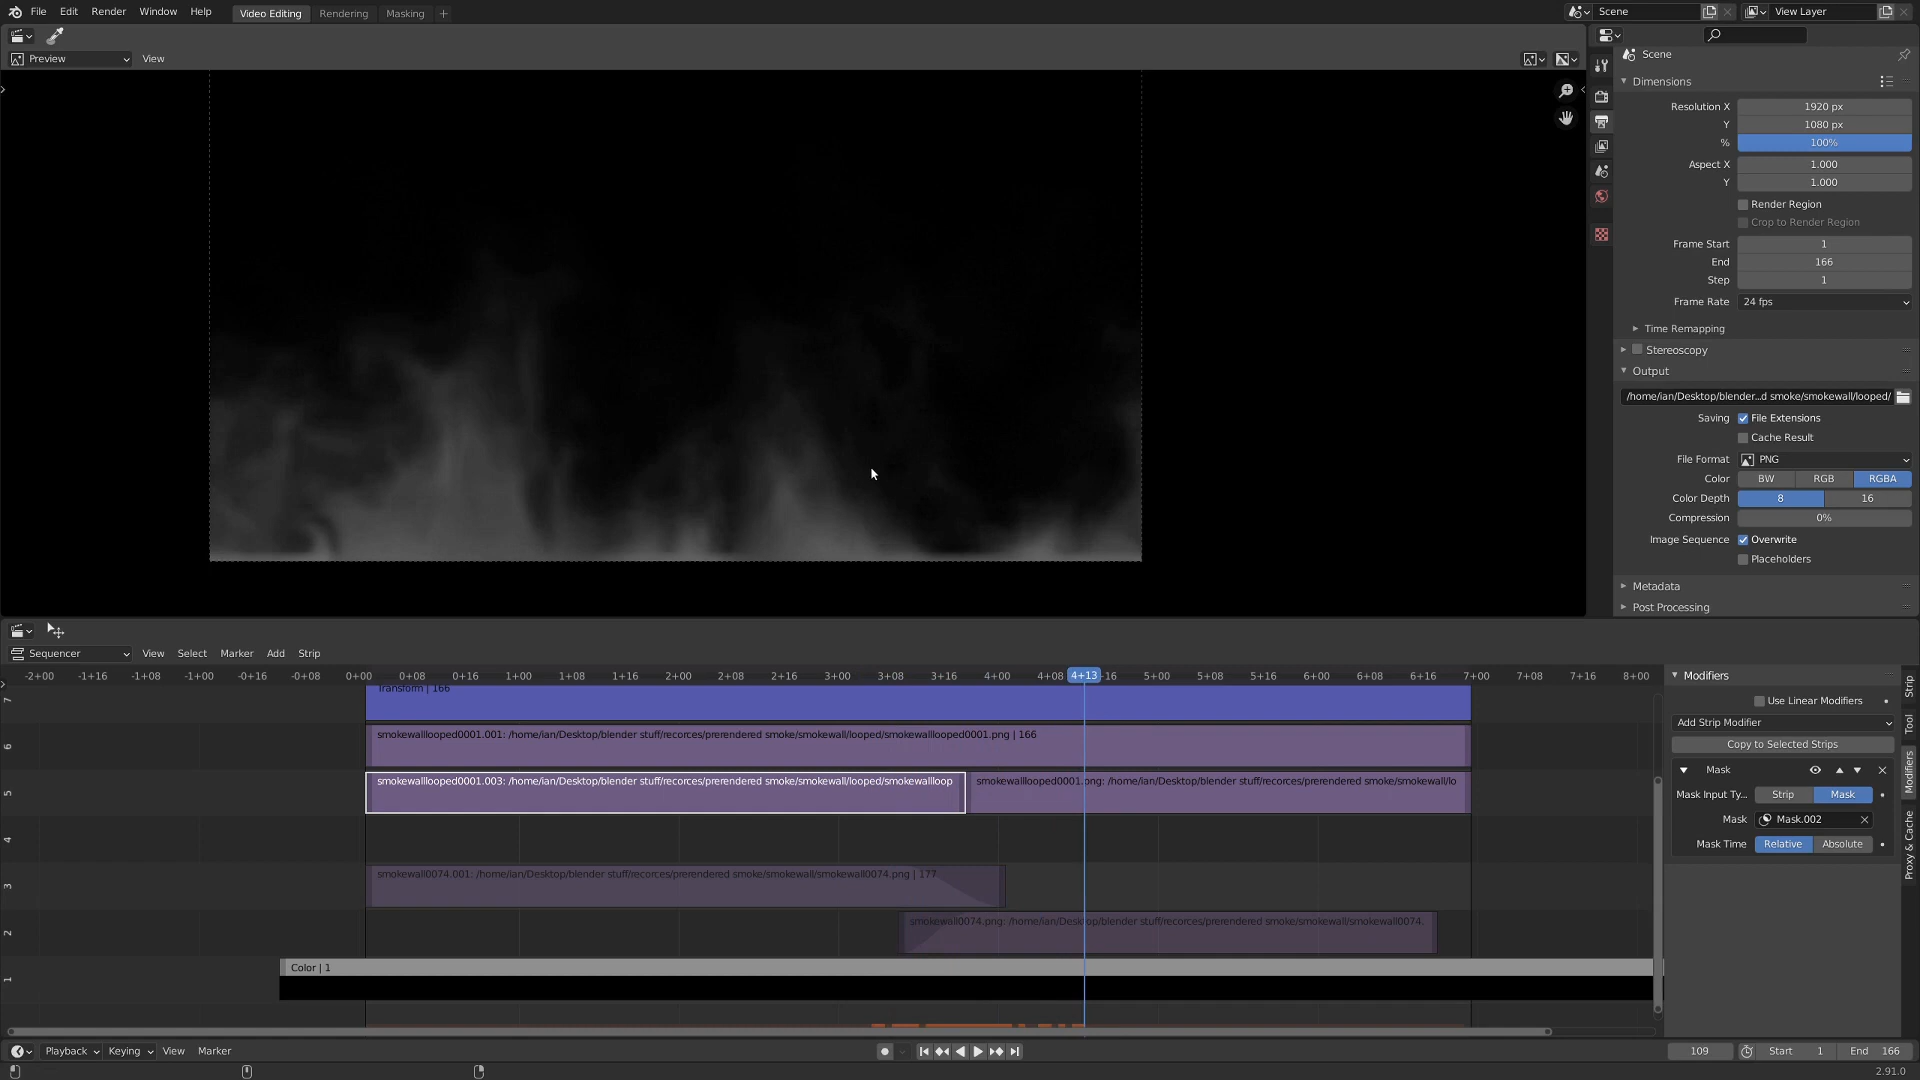 File Edit Render Window Help Video Editing Rendering Masking + Scene View Layer
Preview View
Scene
Dimensions
Resolution X 1920 px
Y 1080 px
% 100%
Aspect X 1.000
Y 1.000
Render Region
Crop to Render Region
Frame Start 1
End 166
Step 1
Frame Rate 24 fps
Time Remapping
Stereoscopy
Output
/home/ian/Desktop/blender...d smoke/smokewall/looped/
Saving File Extensions
Cache Result
File Format PNG
Color BW RGB RGBA
Color Depth 8 16
Compression 0%
Image Sequence Overwrite
Placeholders
Metadata
Post Processing
Sequencer View Select Marker Add Strip
-2+00 -1+16 -1+08 -1+00 -0+16 -0+08 0+00 0+08 0+16 1+00 1+08 1+16 2+00 2+08 2+16 3+00 3+08 3+16 4+00 4+08 4+13 -16 5+00 5+08 5+16 6+00 6+08 6+16 7+00 7+08 7+16 8+00
7 Transform | 166
6 smokewalllooped0001.001: /home/ian/Desktop/blender stuff/recorces/prerendered smoke/smokewall/looped/smokewalllooped0001.png | 166
5 smokewalllooped0001.003: /home/ian/Desktop/blender stuff/recorces/prerendered smoke/smokewall/looped/smokewallloop smokewalllooped0001.png: /home/ian/Desktop/blender stuff/recorces/prerendered smoke/smokewall/lo
4
3 smokewall0074.001: /home/ian/Desktop/blender stuff/recorces/prerendered smoke/smokewall/smokewall0074.png | 177
2 smokewall0074.png: /home/ian/Desktop/blender stuff/recorces/prerendered smoke/smokewall/smokewall0074.
1 Color | 1
Modifiers
Use Linear Modifiers
Add Strip Modifier
Copy to Selected Strips
Mask
Mask Input Ty... Strip Mask
Mask Mask.002
Mask Time Relative Absolute
Strip
Tool
Modifiers
Proxy & Cache
Playback Keying View Marker 109 Start 1 End 166
2.91.0